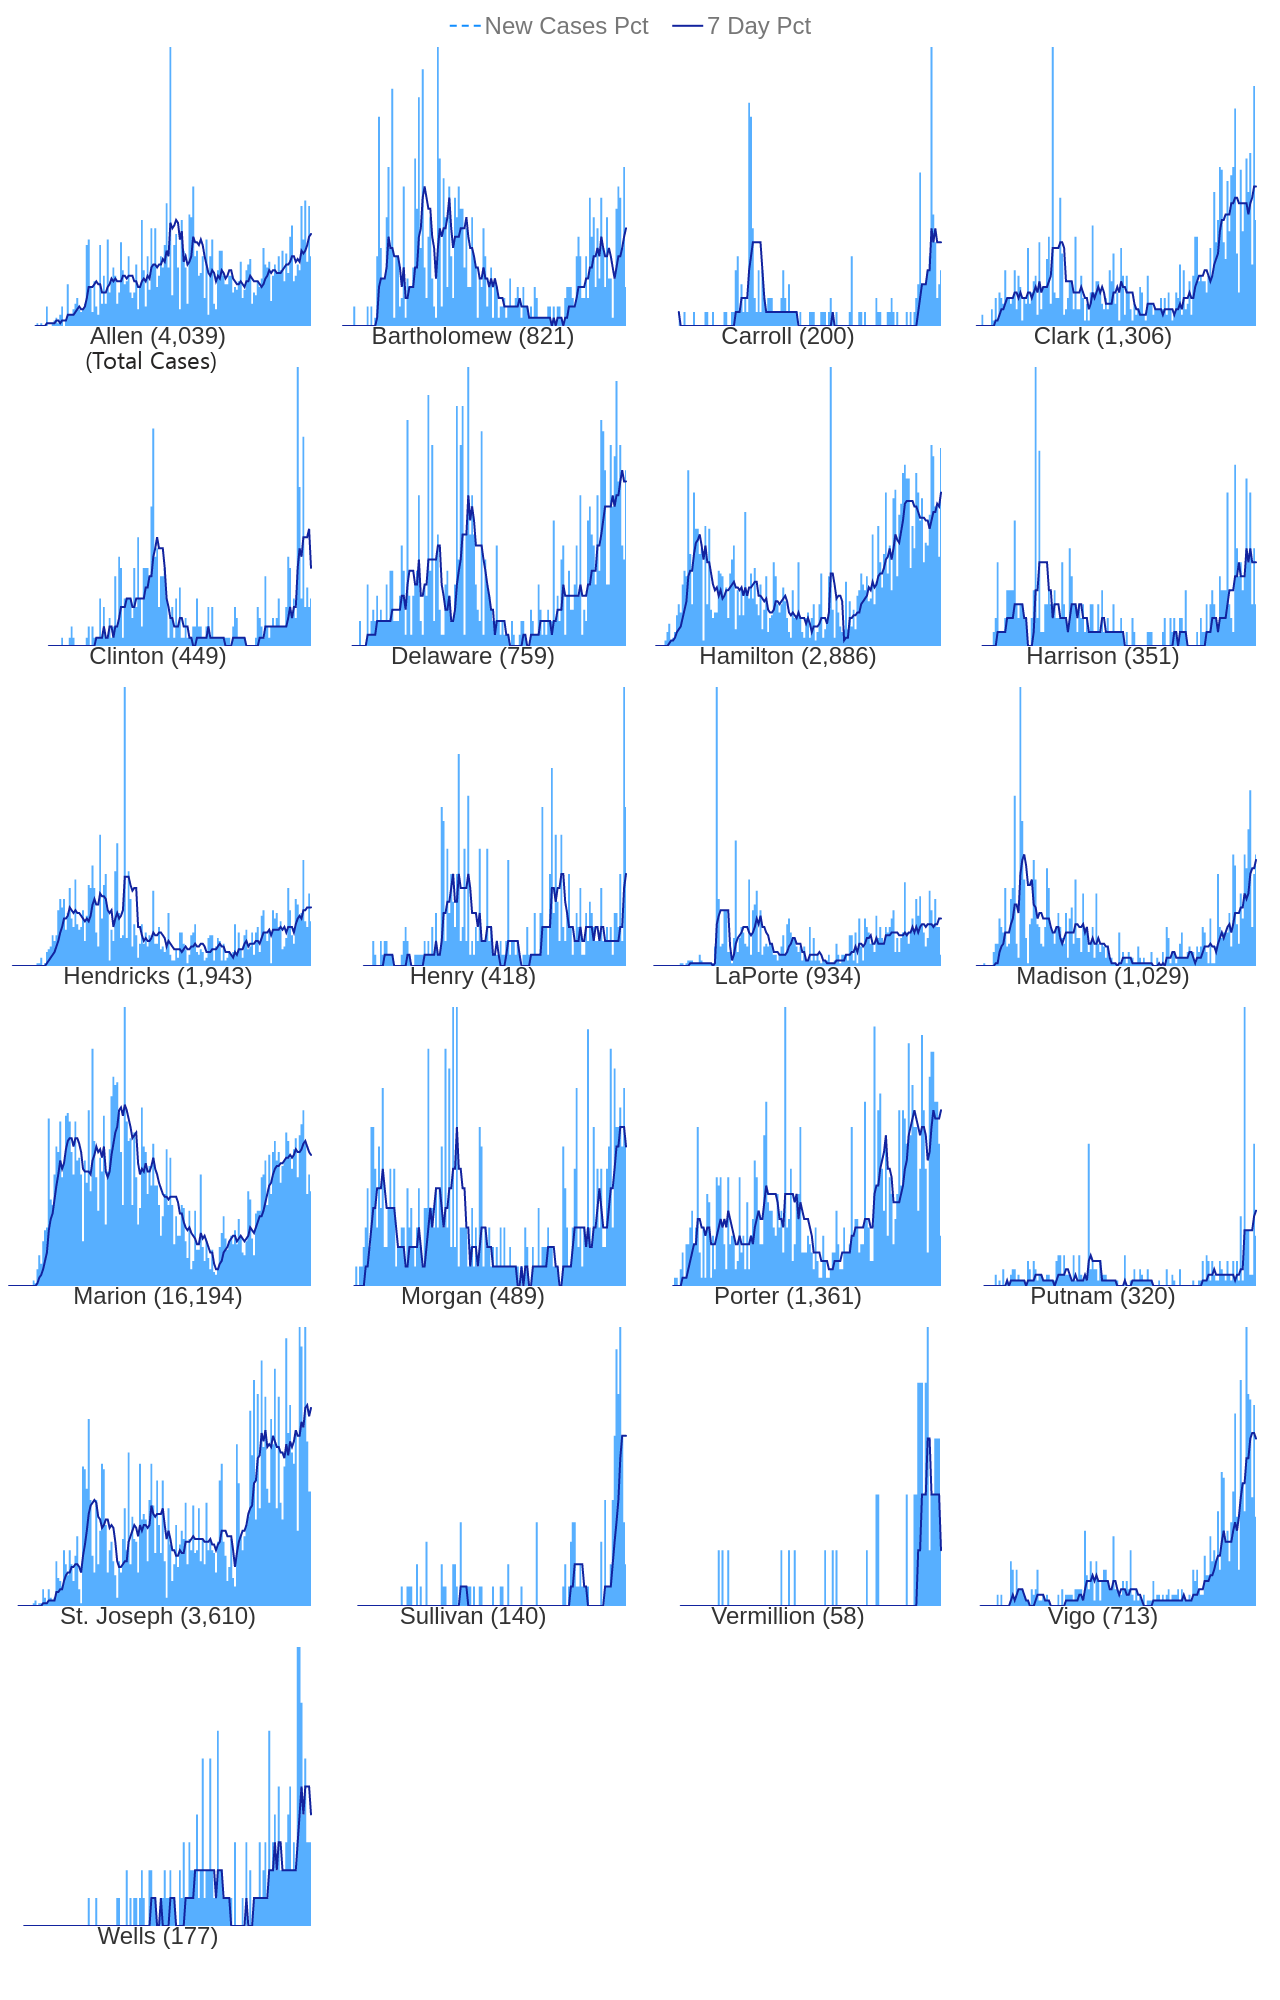 New Cases Pct 7 Day Pct
Allen (4,039) Bartholomew (821) Carroll (200) Clark (1,306)
(Total Cases)
Clinton (449) Delaware (759) Hamilton (2,886) Harrison (351)
Hendricks (1,943) Henry (418) LaPorte (934) Madison (1,029)
Marion (16,194) Morgan (489) Porter (1,361) Putnam (320)
St. Joseph (3,610) Sullivan (140) Vermillion (58) Vigo (713)
Wells (177)